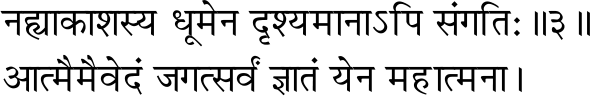 नह्याकाशस्य धूमेन दृश्यमानाऽपि संगतिः ॥३॥
आत्मैमैवेदं जगत्सर्वं ज्ञातं येन महात्मना।